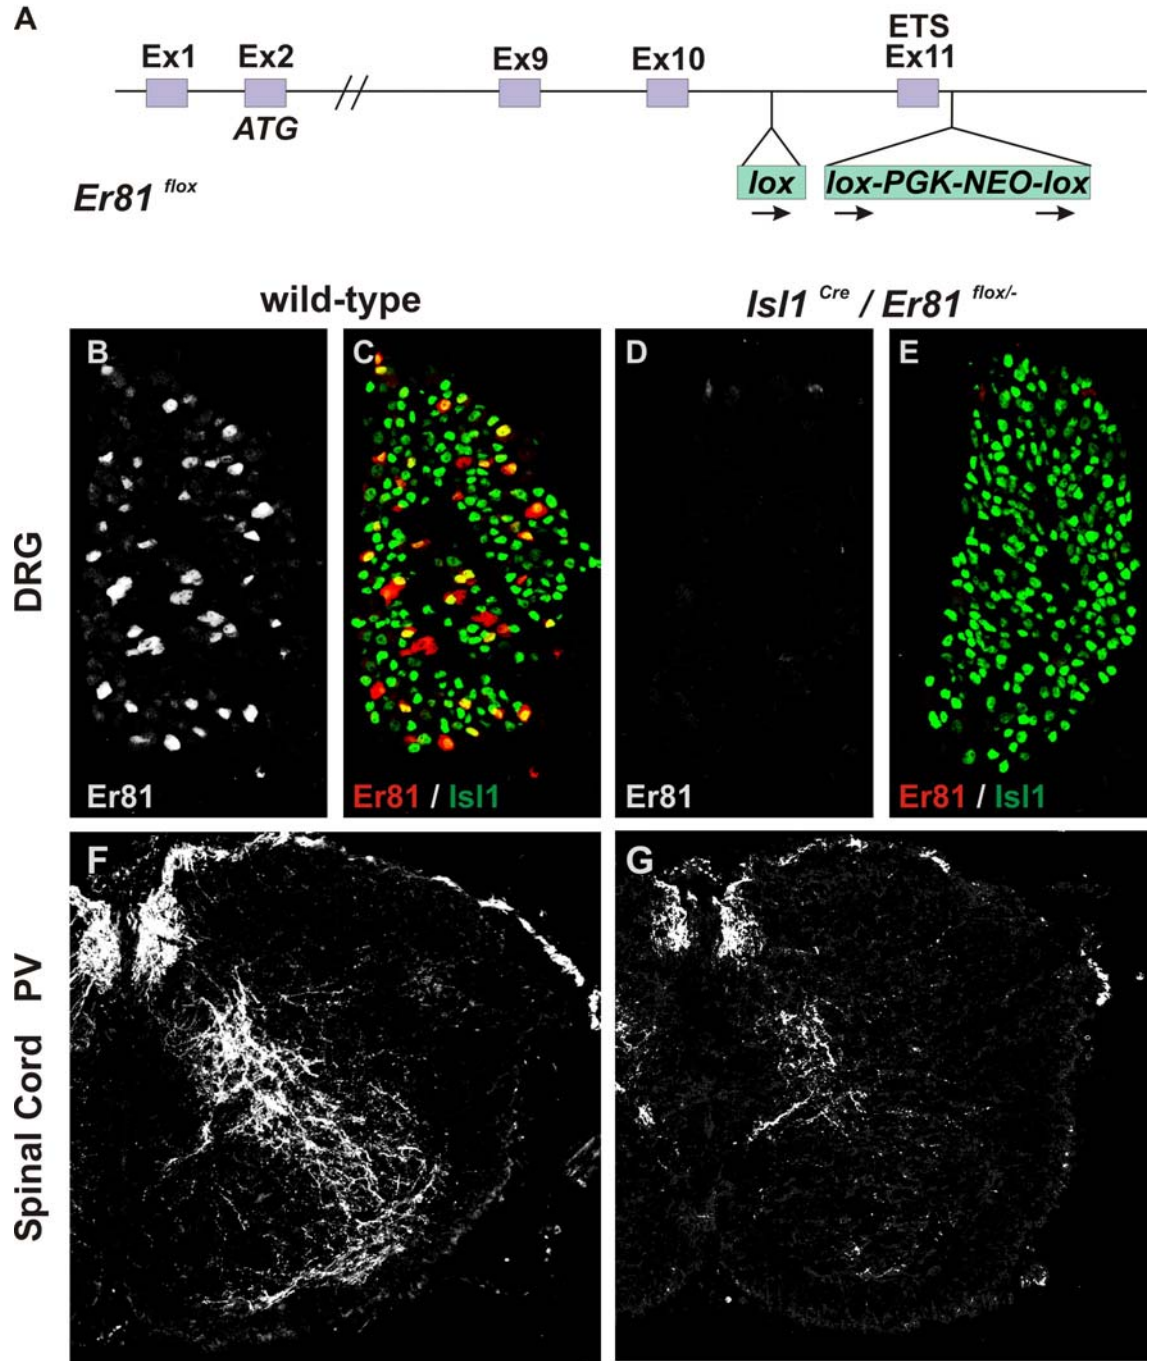 A
Ex1 Ex2 Ex9 Ex10 ETS Ex11
ATG
Er81 flox
lox lox-PGK-NEO-lox
wild-type Isl1 Cre / Er81 flox/-
DRG
B C D E
Er81 Er81 / Isl1 Er81 Er81 / Isl1
Spinal Cord PV
F G